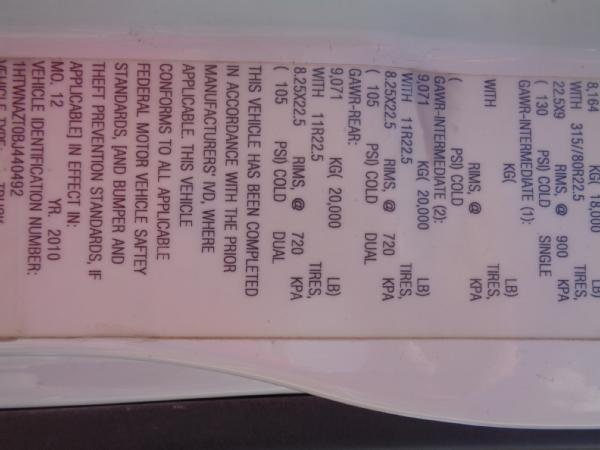 8,164 KG( 18,000 LB)
WITH 315//80R22.5 TIRES,
22.5X9 RIMS, @ 900 KPA
( 130 PSI) COLD SINGLE
GAWR-INTERMEDIATE (1):
KG( LB)
WITH TIRES,
RIMS, @ KPA
( PSI) COLD
GAWR-INTERMEDIATE (2):
9,071 KG( 20,000 LB)
WITH 11R22.5 TIRES,
8.25X22.5 RIMS, @ 720 KPA
( 105 PSI) COLD DUAL
GAWR-REAR:
9,071 KG( 20,000 LB)
WITH 11R22.5 TIRES,
8.25X22.5 RIMS, @ 720 KPA
( 105 PSI) COLD DUAL
THIS VEHICLE HAS BEEN COMPLETED
IN ACCORDANCE WITH THE PRIOR
MANUFACTURERS' IVD, WHERE
APPLICABLE. THIS VEHICLE
CONFORMS TO ALL APPLICABLE
FEDERAL MOTOR VEHICLE SAFTEY
STANDARDS, [AND BUMPER AND
THEFT PREVENTION STANDARDS, IF
APPLICABLE] IN EFFECT IN:
MO. 12 YR. 2010
VEHICLE IDENTIFICATION NUMBER:
1HTWNAZT0BJ440492
VEHICLE TYPE: TRUCK